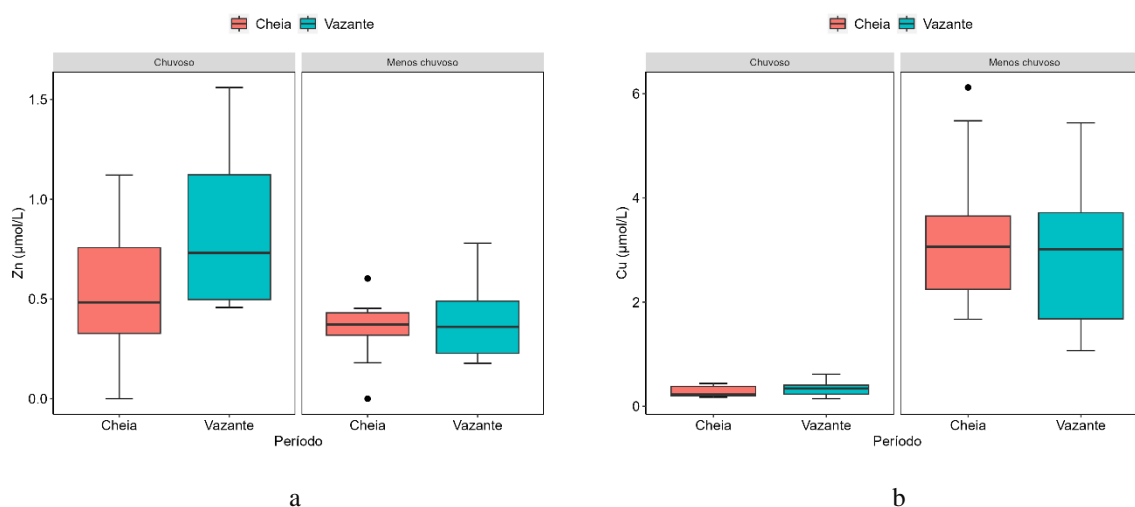 Cheia Vazante
Chuvoso Menos chuvoso
Zn (µmol/L)
1.5
1.0
0.5
0.0
Cheia Vazante Cheia Vazante
Período
a
Cheia Vazante
Chuvoso Menos chuvoso
Cu (µmol/L)
6
4
2
0
Cheia Vazante Cheia Vazante
Período
b